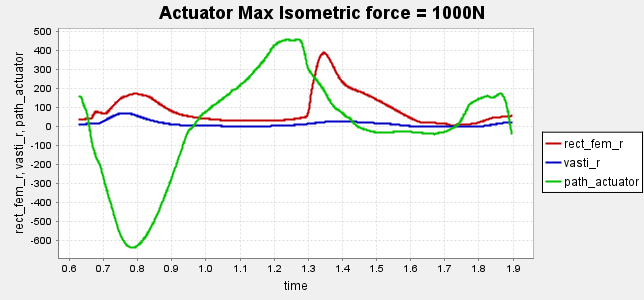 Actuator Max Isometric force = 1000N
rect_fem_r, vasti_r, path_actuator
500
400
300
200
100
0
-100
-200
-300
-400
-500
-600
0.6 0.7 0.8 0.9 1.0 1.1 1.2 1.3 1.4 1.5 1.6 1.7 1.8 1.9
time
rect_fem_r
vasti_r
path_actuator